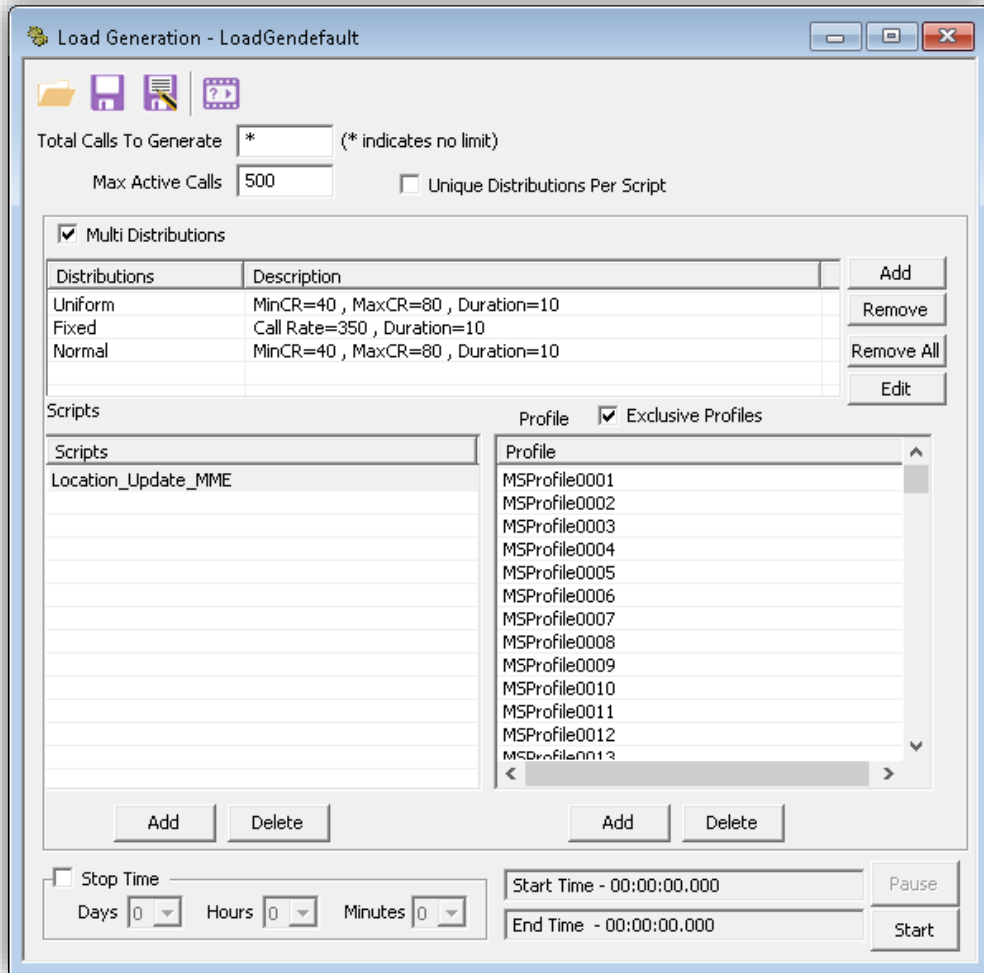 Load Generation - LoadGendefault
Total Calls To Generate * (* indicates no limit)
Max Active Calls 500 Unique Distributions Per Script
Multi Distributions
Distributions Description
Uniform MinCR=40 , MaxCR=80 , Duration=10
Fixed Call Rate=350 , Duration=10
Normal MinCR=40 , MaxCR=80 , Duration=10
Add
Remove
Remove All
Edit
Scripts
Profile Exclusive Profiles
Scripts
Location_Update_MME
Profile
MSProfile0001
MSProfile0002
MSProfile0003
MSProfile0004
MSProfile0005
MSProfile0006
MSProfile0007
MSProfile0008
MSProfile0009
MSProfile0010
MSProfile0011
MSProfile0012
MSProfile0013
Add Delete
Add Delete
Stop Time
Days 0 Hours 0 Minutes 0
Start Time - 00:00:00.000
End Time - 00:00:00.000
Pause
Start